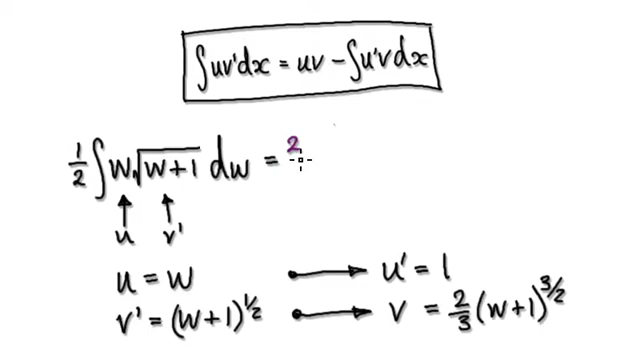 ∫uv'dx = uv − ∫u'vdx
1/2 ∫ w√(w+1) dw = 2
u v'
u = w → u' = 1
v' = (w+1)^1/2 → v = 2/3 (w+1)^3/2